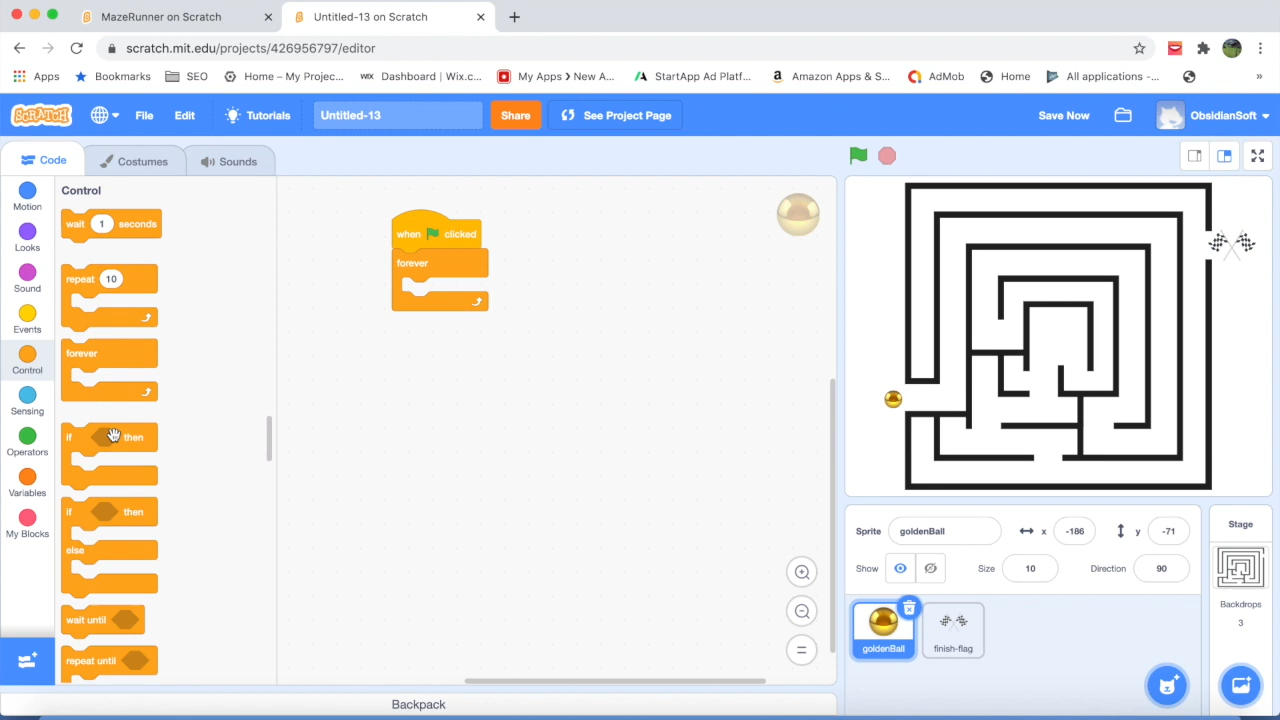 MazeRunner on Scratch
Untitled-13 on Scratch
scratch.mit.edu/projects/426956797/editor
Apps
Bookmarks
SEO
Home – My Projec...
WIX
Dashboard | Wix.c...
My Apps > New A...
StartApp Ad Platf...
Amazon Apps & S...
AdMob
Home
All applications -...
»
SCRATCH
File
Edit
Tutorials
Untitled-13
Share
See Project Page
Save Now
ObsidianSoft
Code
Costumes
Sounds
Motion
Looks
Sound
Events
Control
Sensing
Operators
Variables
My Blocks
Control
wait 1 seconds
repeat 10
forever
if then
if then
else
wait until
repeat until
when clicked
forever
Sprite goldenBall x -186 y -71
Show Size 10 Direction 90
goldenBall
finish-flag
Stage
Backdrops
3
Backpack